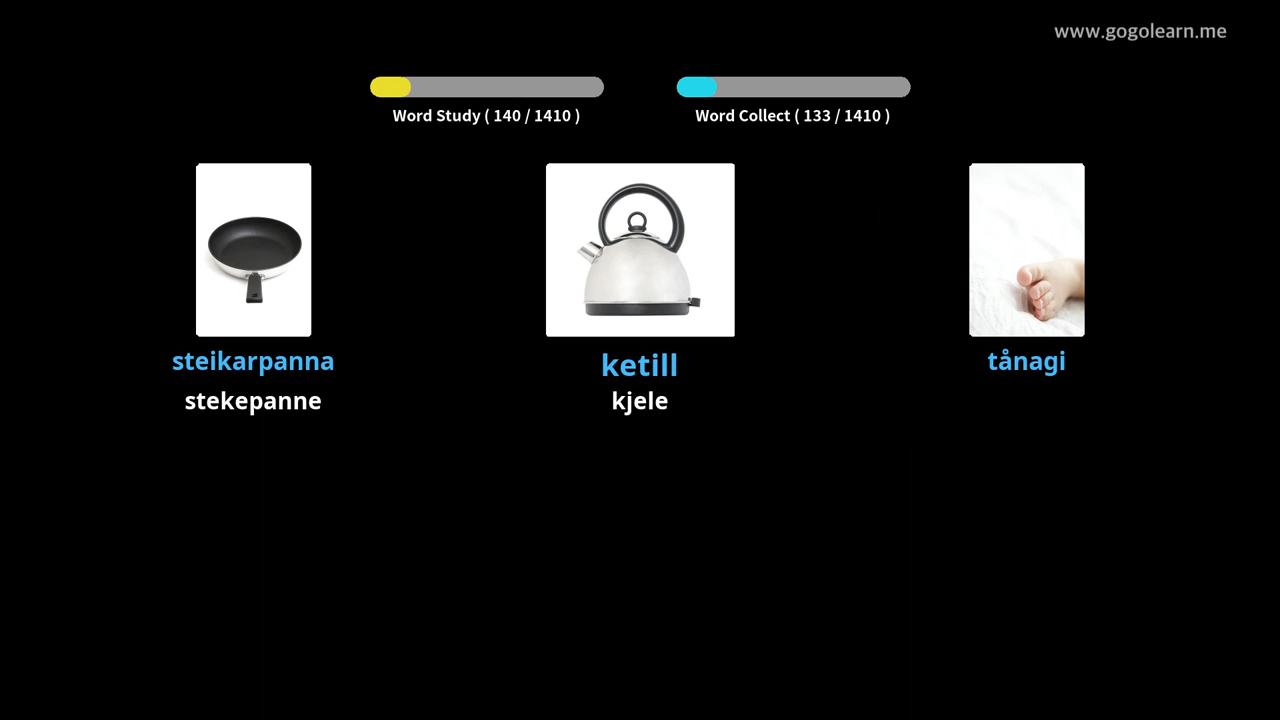 www.gogolearn.me
Word Study ( 140 / 1410 )
Word Collect ( 133 / 1410 )
steikarpanna
stekepanne
ketill
kjele
tånagi